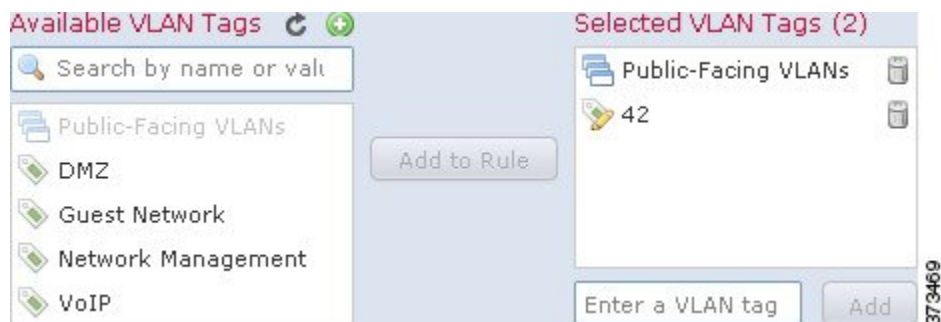 Available VLAN Tags
Search by name or valu
Public-Facing VLANs
DMZ
Guest Network
Network Management
VoIP
Add to Rule
Selected VLAN Tags (2)
Public-Facing VLANs
42
Enter a VLAN tag
Add
373469